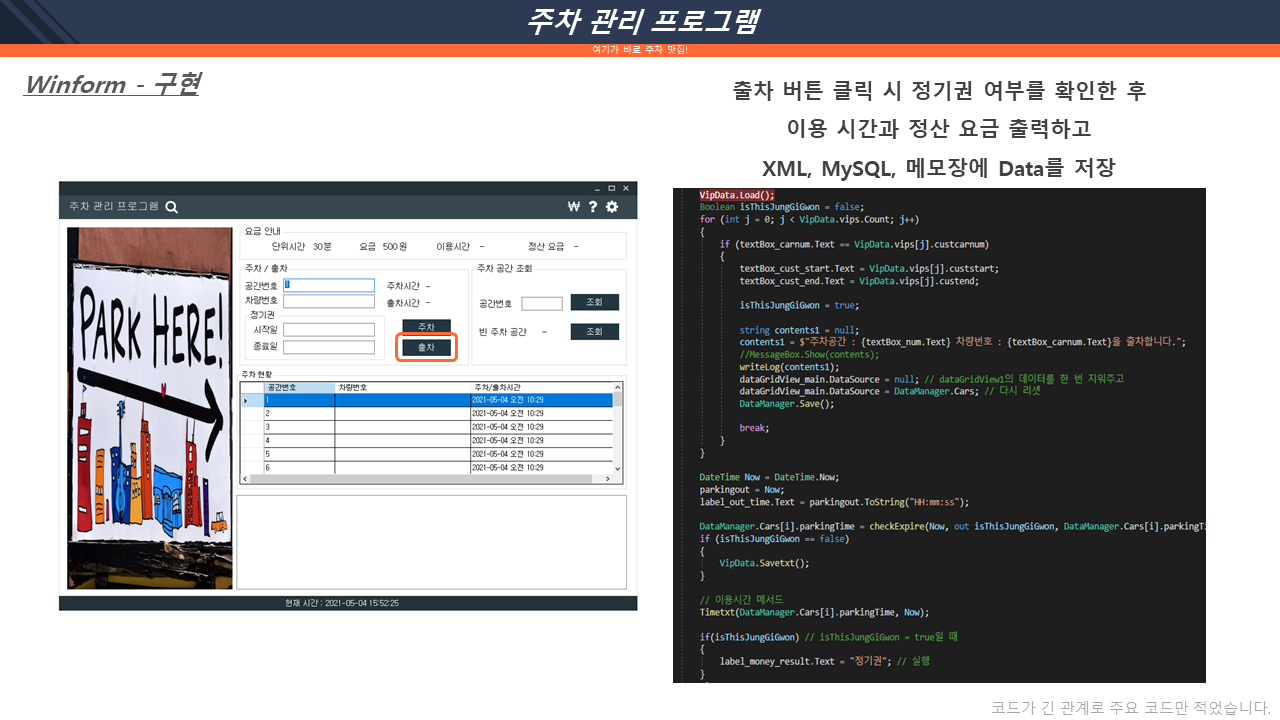 주차 관리 프로그램
여기가 바로 주차 맛집!
Winform - 구현
출차 버튼 클릭 시 정기권 여부를 확인한 후
이용 시간과 정산 요금 출력하고
XML, MySQL, 메모장에 Data를 저장
주차 관리 프로그램
₩ ?
PARK HERE!
요금 안내
단위시간 30분 요금 500원 이용시간 - 정산 요금 -
주차 / 출차
공간번호 1 주차시간 -
차량번호 출차시간 -
정기권
시작일
종료일
주차
출차
주차 공간 조회
공간번호 조회
빈 주차 공간 - 조회
주차 현황
공간번호 차량번호 주차/출차시간
1 2021-05-04 오전 10:29
2 2021-05-04 오전 10:29
3 2021-05-04 오전 10:29
4 2021-05-04 오전 10:29
5 2021-05-04 오전 10:29
6 2021-05-04 오전 10:29
현재 시간 : 2021-05-04 15:52:25
VipData.Load();
Boolean isThisJungGiGwon = false;
for (int j = 0; j < VipData.vips.Count; j++)
{
if (textBox_carnum.Text == VipData.vips[j].custcarnum)
{
textBox_cust_start.Text = VipData.vips[j].custstart;
textBox_cust_end.Text = VipData.vips[j].custend;
isThisJungGiGwon = true;
string contents1 = null;
contents1 = $"주차공간 : {textBox_num.Text} 차량번호 : {textBox_carnum.Text}을 출차합니다.";
//MessageBox.Show(contents);
writeLog(contents1);
dataGridView_main.DataSource = null; // dataGridView1의 데이터를 한 번 지워주고
dataGridView_main.DataSource = DataManager.Cars; // 다시 리셋
DataManager.Save();
break;
}
}
DateTime Now = DateTime.Now;
parkingout = Now;
label_out_time.Text = parkingout.ToString("HH:mm:ss");
DataManager.Cars[i].parkingTime = checkExpire(Now, out isThisJungGiGwon, DataManager.Cars[i].parkingTi
if (isThisJungGiGwon == false)
{
VipData.Savetxt();
}
// 이용시간 메서드
Timetxt(DataManager.Cars[i].parkingTime, Now);
if(isThisJungGiGwon) // isThisJungGiGwon = true일 때
{
label_money_result.Text = "정기권"; // 실행
}
코드가 긴 관계로 주요 코드만 적었습니다.